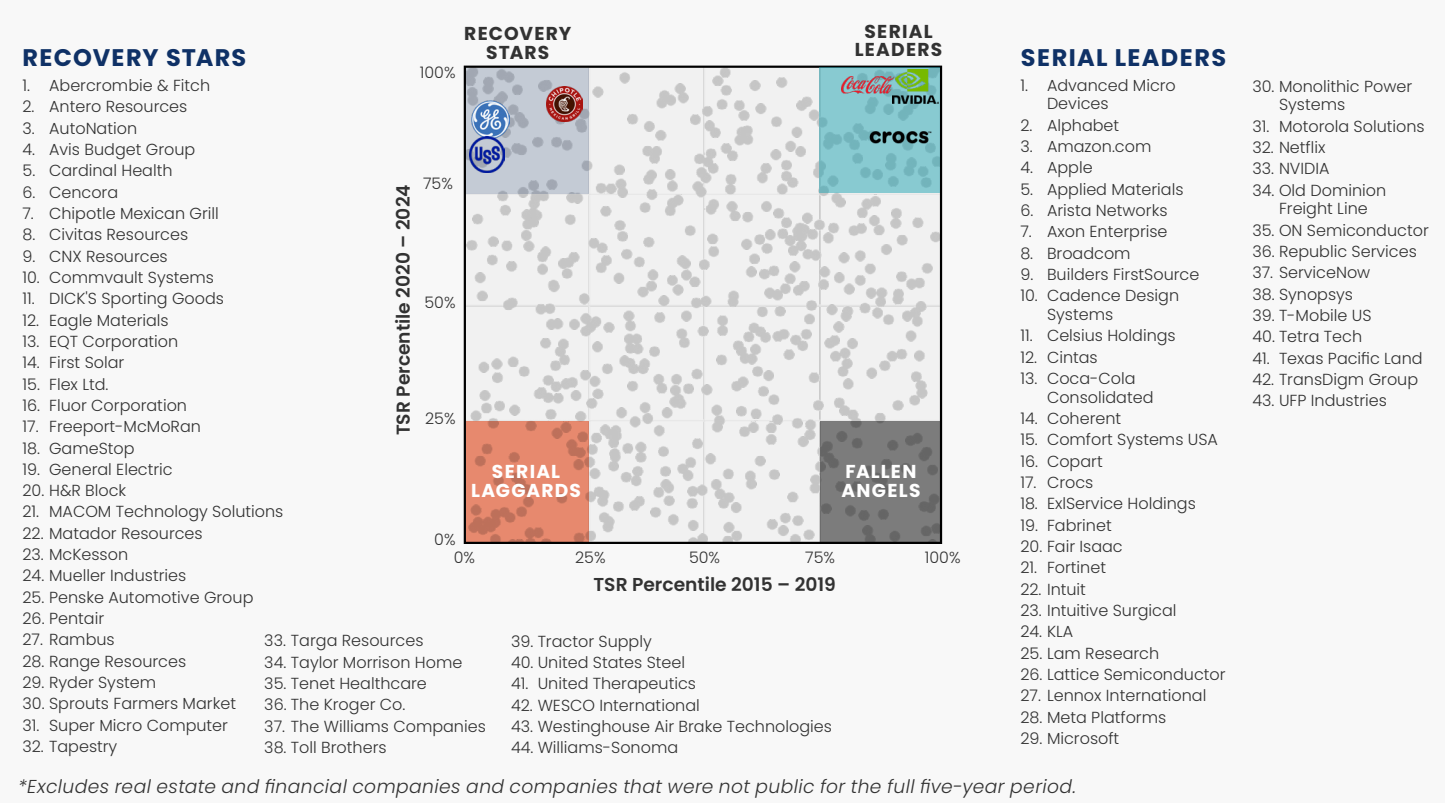 RECOVERY STARS
1. Abercrombie & Fitch
2. Antero Resources
3. AutoNation
4. Avis Budget Group
5. Cardinal Health
6. Cencora
7. Chipotle Mexican Grill
8. Civitas Resources
9. CNX Resources
10. Commvault Systems
11. DICK'S Sporting Goods
12. Eagle Materials
13. EQT Corporation
14. First Solar
15. Flex Ltd.
16. Fluor Corporation
17. Freeport-McMoRan
18. GameStop
19. General Electric
20. H&R Block
21. MACOM Technology Solutions
22. Matador Resources
23. McKesson
24. Mueller Industries
25. Penske Automotive Group
26. Pentair
27. Rambus
28. Range Resources
29. Ryder System
30. Sprouts Farmers Market
31. Super Micro Computer
32. Tapestry
33. Targa Resources
34. Taylor Morrison Home
35. Tenet Healthcare
36. The Kroger Co.
37. The Williams Companies
38. Toll Brothers
39. Tractor Supply
40. United States Steel
41. United Therapeutics
42. WESCO International
43. Westinghouse Air Brake Technologies
44. Williams-Sonoma
RECOVERY
STARS
SERIAL
LEADERS
TSR Percentile 2020 – 2024
100%
75%
50%
25%
0%
GE
CHIPOTLE
MEXICAN GRILL
USS
Coca-Cola
NVIDIA.
crocs™
SERIAL
LAGGARDS
FALLEN
ANGELS
0%
25%
50%
75%
100%
TSR Percentile 2015 – 2019
SERIAL LEADERS
1. Advanced Micro
Devices
2. Alphabet
3. Amazon.com
4. Apple
5. Applied Materials
6. Arista Networks
7. Axon Enterprise
8. Broadcom
9. Builders FirstSource
10. Cadence Design
Systems
11. Celsius Holdings
12. Cintas
13. Coca-Cola
Consolidated
14. Coherent
15. Comfort Systems USA
16. Copart
17. Crocs
18. ExlService Holdings
19. Fabrinet
20. Fair Isaac
21. Fortinet
22. Intuit
23. Intuitive Surgical
24. KLA
25. Lam Research
26. Lattice Semiconductor
27. Lennox International
28. Meta Platforms
29. Microsoft
30. Monolithic Power
Systems
31. Motorola Solutions
32. Netflix
33. NVIDIA
34. Old Dominion
Freight Line
35. ON Semiconductor
36. Republic Services
37. ServiceNow
38. Synopsys
39. T-Mobile US
40. Tetra Tech
41. Texas Pacific Land
42. TransDigm Group
43. UFP Industries
*Excludes real estate and financial companies and companies that were not public for the full five-year period.